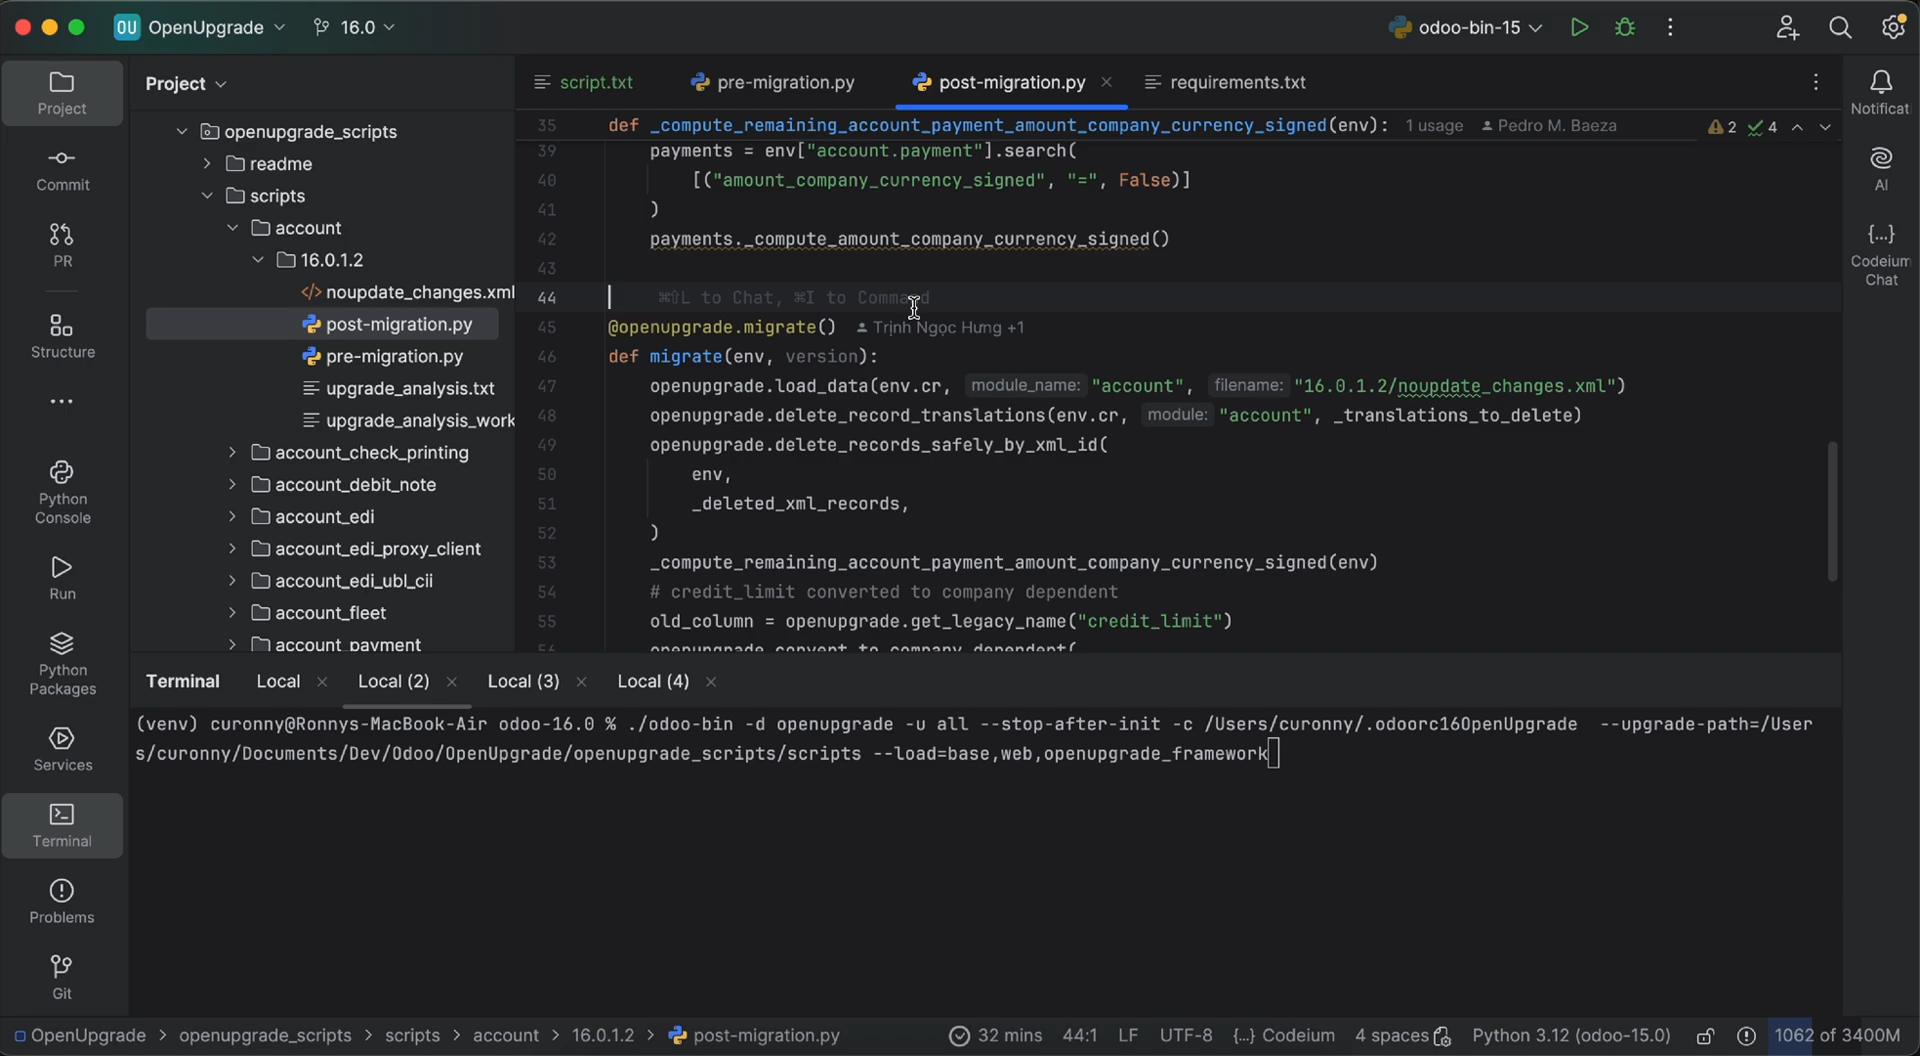 OU OpenUpgrade 16.0 odoo-bin-15
Project
Commit
PR
Structure
Python
Console
Run
Python
Packages
Services
Terminal
Problems
Git
Project
openupgrade_scripts
readme
scripts
account
16.0.1.2
noupdate_changes.xml
post-migration.py
pre-migration.py
upgrade_analysis.txt
upgrade_analysis_work
account_check_printing
account_debit_note
account_edi
account_edi_proxy_client
account_edi_ubl_cii
account_fleet
account_payment
script.txt pre-migration.py post-migration.py requirements.txt
35 def _compute_remaining_account_payment_amount_company_currency_signed(env): 1 usage Pedro M. Baeza 2 4
39 payments = env["account.payment"].search(
40 [("amount_company_currency_signed", "=", False)]
41 )
42 payments._compute_amount_company_currency_signed()
43
44 ⌘⇧L to Chat, ⌘I to Command
45 @openupgrade.migrate() Trịnh Ngọc Hưng +1
46 def migrate(env, version):
47 openupgrade.load_data(env.cr, module_name: "account", filename: "16.0.1.2/noupdate_changes.xml")
48 openupgrade.delete_record_translations(env.cr, module: "account", _translations_to_delete)
49 openupgrade.delete_records_safely_by_xml_id(
50 env,
51 _deleted_xml_records,
52 )
53 _compute_remaining_account_payment_amount_company_currency_signed(env)
54 # credit_limit converted to company dependent
55 old_column = openupgrade.get_legacy_name("credit_limit")
56 openupgrade.convert_to_company_dependent(
Notificat
AI
{...}
Codeium
Chat
Terminal Local Local (2) Local (3) Local (4)
(venv) curonny@Ronnys-MacBook-Air odoo-16.0 % ./odoo-bin -d openupgrade -u all --stop-after-init -c /Users/curonny/.odoorc16OpenUpgrade --upgrade-path=/User
s/curonny/Documents/Dev/Odoo/OpenUpgrade/openupgrade_scripts/scripts --load=base,web,openupgrade_framework
OpenUpgrade > openupgrade_scripts > scripts > account > 16.0.1.2 > post-migration.py 32 mins 44:1 LF UTF-8 {...} Codeium 4 spaces Python 3.12 (odoo-15.0) 1062 of 3400M